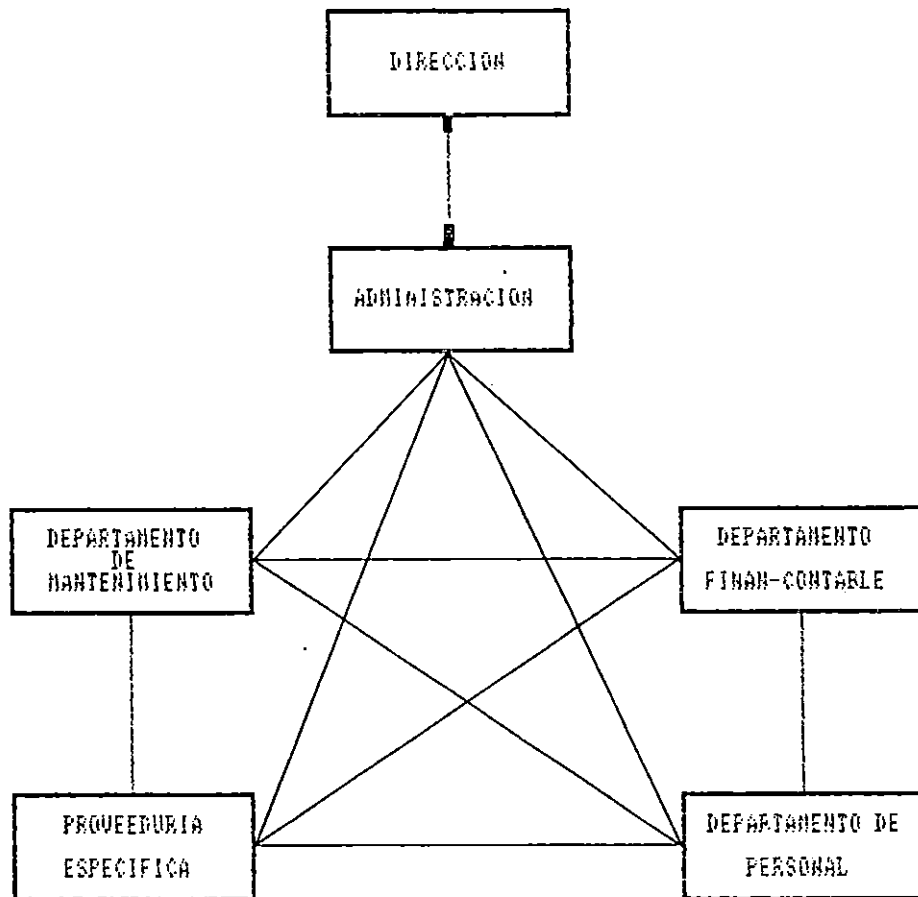 DIRECCION
ADMINISTRACION
DEPARTAMENTO
DE
MANTENIMIENTO
DEPARTAMENTO
FINAN-CONTABLE
PROVEEDURIA
ESPECIFICA
DEPARTAMENTO DE
PERSONAL